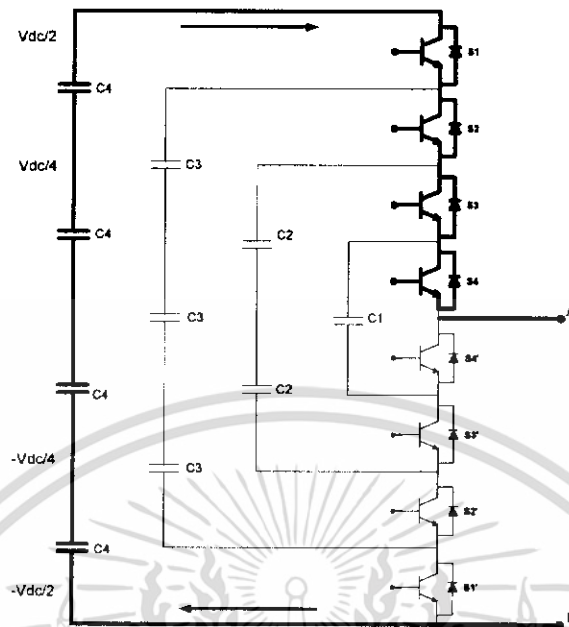 Vdc/2
S1
C4
S2
Vdc/4
C3
S3
C4
C2
S4
C3
C1
A
S4'
C4
C2
S3'
-Vdc/4
C3
S2'
C4
-Vdc/2
S1'